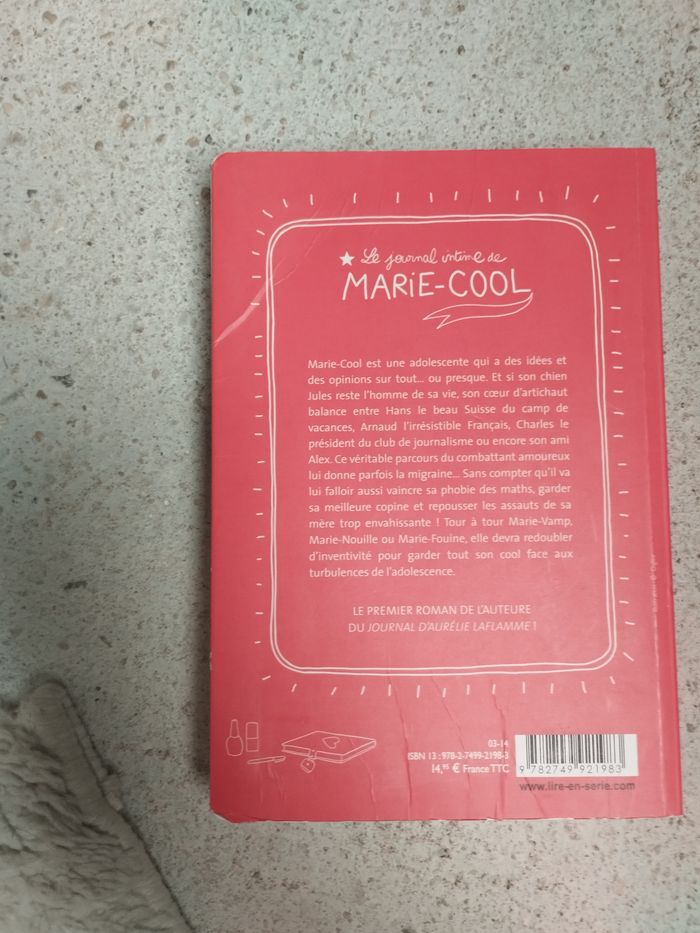 Le journal intime de
MARiE-COOL
Marie-Cool est une adolescente qui a des idées et
des opinions sur tout... ou presque. Et si son chien
Jules reste l'homme de sa vie, son cœur d'artichaut
balance entre Hans le beau Suisse du camp de
vacances, Arnaud l'irrésistible Français, Charles le
président du club de journalisme ou encore son ami
Alex. Ce véritable parcours du combattant amoureux
lui donne parfois la migraine... Sans compter qu'il va
lui falloir aussi vaincre sa phobie des maths, garder
sa meilleure copine et repousser les assauts de sa
mère trop envahissante ! Tour à tour Marie-Vamp,
Marie-Nouille ou Marie-Fouine, elle devra redoubler
d'inventivité pour garder tout son cool face aux
turbulences de l'adolescence.
LE PREMIER ROMAN DE L'AUTEURE
DU JOURNAL D'AURÉLIE LAFLAMME !
03-14
ISBN 13 : 978-2-7499-2198-3
14,95 € France TTC
9 782749 921983
www.lire-en-serie.com